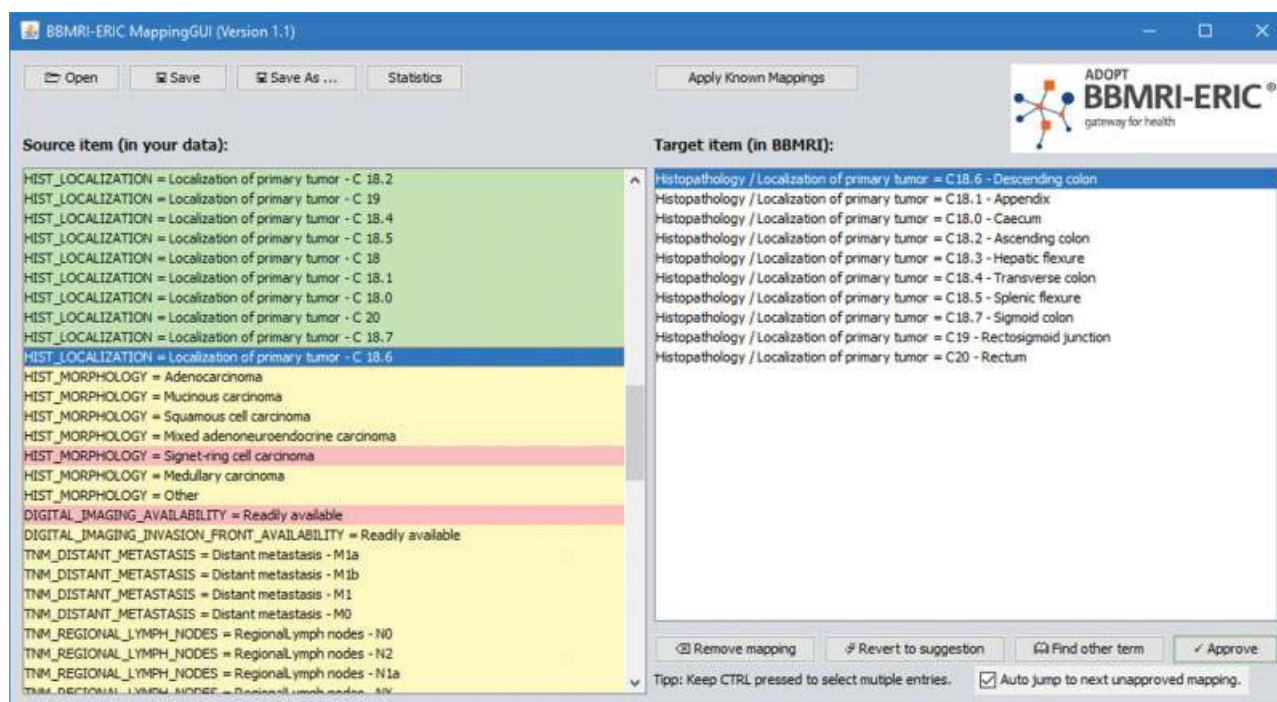 BBMRI-ERIC MappingGUI (Version 1.1)
Open
Save
Save As ...
Statistics
Apply Known Mappings
ADOPT
BBMRI-ERIC®
gateway for health
Source item (in your data):
HIST_LOCALIZATION = Localization of primary tumor - C 18.2
HIST_LOCALIZATION = Localization of primary tumor - C 19
HIST_LOCALIZATION = Localization of primary tumor - C 18.4
HIST_LOCALIZATION = Localization of primary tumor - C 18.5
HIST_LOCALIZATION = Localization of primary tumor - C 18
HIST_LOCALIZATION = Localization of primary tumor - C 18.1
HIST_LOCALIZATION = Localization of primary tumor - C 18.0
HIST_LOCALIZATION = Localization of primary tumor - C 20
HIST_LOCALIZATION = Localization of primary tumor - C 18.7
HIST_LOCALIZATION = Localization of primary tumor - C 18.6
HIST_MORPHOLOGY = Adenocarcinoma
HIST_MORPHOLOGY = Mucinous carcinoma
HIST_MORPHOLOGY = Squamous cell carcinoma
HIST_MORPHOLOGY = Mixed adenoneuroendocrine carcinoma
HIST_MORPHOLOGY = Signet-ring cell carcinoma
HIST_MORPHOLOGY = Medullary carcinoma
HIST_MORPHOLOGY = Other
DIGITAL_IMAGING_AVAILABILITY = Readily available
DIGITAL_IMAGING_INVASION_FRONT_AVAILABILITY = Readily available
TNM_DISTANT_METASTASIS = Distant metastasis - M1a
TNM_DISTANT_METASTASIS = Distant metastasis - M1b
TNM_DISTANT_METASTASIS = Distant metastasis - M1
TNM_DISTANT_METASTASIS = Distant metastasis - M0
TNM_REGIONAL_LYMPH_NODES = RegionalLymph nodes - N0
TNM_REGIONAL_LYMPH_NODES = RegionalLymph nodes - N2
TNM_REGIONAL_LYMPH_NODES = RegionalLymph nodes - N1a
TNM_REGIONAL_LYMPH_NODES = RegionalLymph nodes - NX
Target item (in BBMRI):
Histopathology / Localization of primary tumor = C18.6 - Descending colon
Histopathology / Localization of primary tumor = C18.1 - Appendix
Histopathology / Localization of primary tumor = C18.0 - Caecum
Histopathology / Localization of primary tumor = C18.2 - Ascending colon
Histopathology / Localization of primary tumor = C18.3 - Hepatic flexure
Histopathology / Localization of primary tumor = C18.4 - Transverse colon
Histopathology / Localization of primary tumor = C18.5 - Splenic flexure
Histopathology / Localization of primary tumor = C18.7 - Sigmoid colon
Histopathology / Localization of primary tumor = C19 - Rectosigmoid junction
Histopathology / Localization of primary tumor = C20 - Rectum
Remove mapping
Revert to suggestion
Find other term
Approve
Tipp: Keep CTRL pressed to select mutiple entries.
Auto jump to next unapproved mapping.